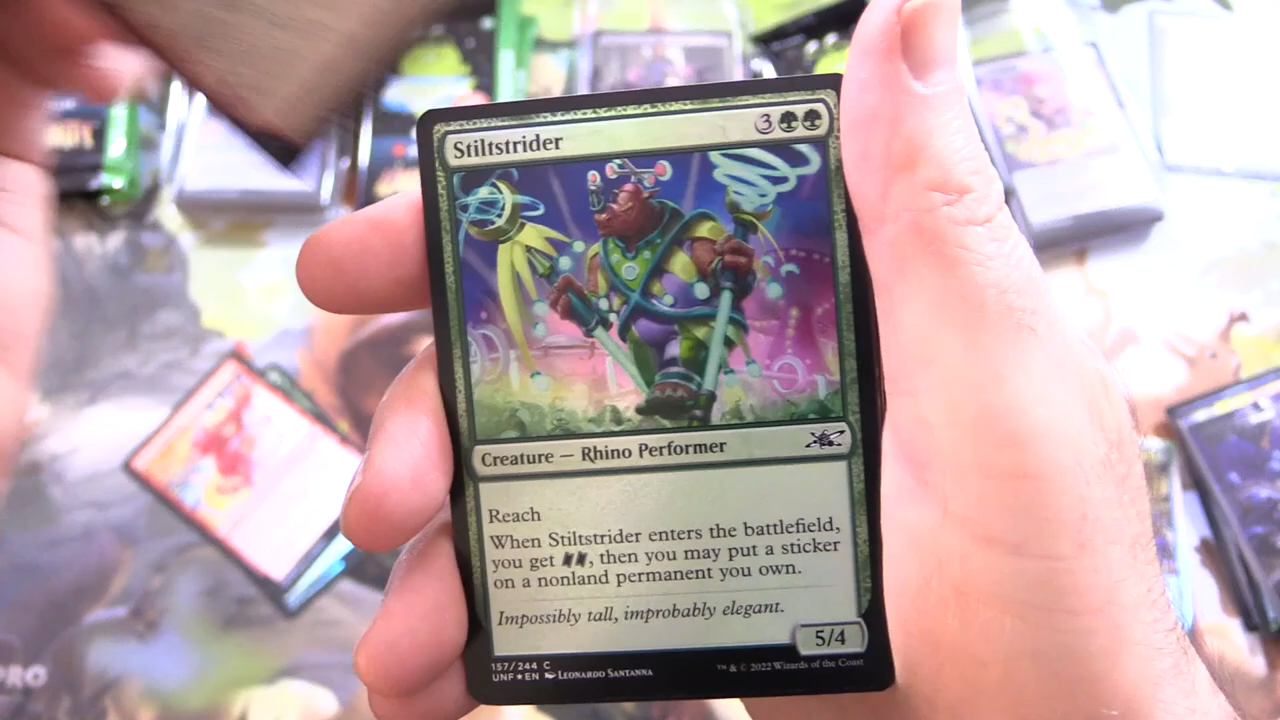 Stiltstrider
3
Creature — Rhino Performer
Reach
When Stiltstrider enters the battlefield,
you get , then you may put a sticker
on a nonland permanent you own.
Impossibly tall, improbably elegant.
5/4
157/244 C
UNF★EN Leonardo Santanna
™ & © 2022 Wizards of the Coast
PRO